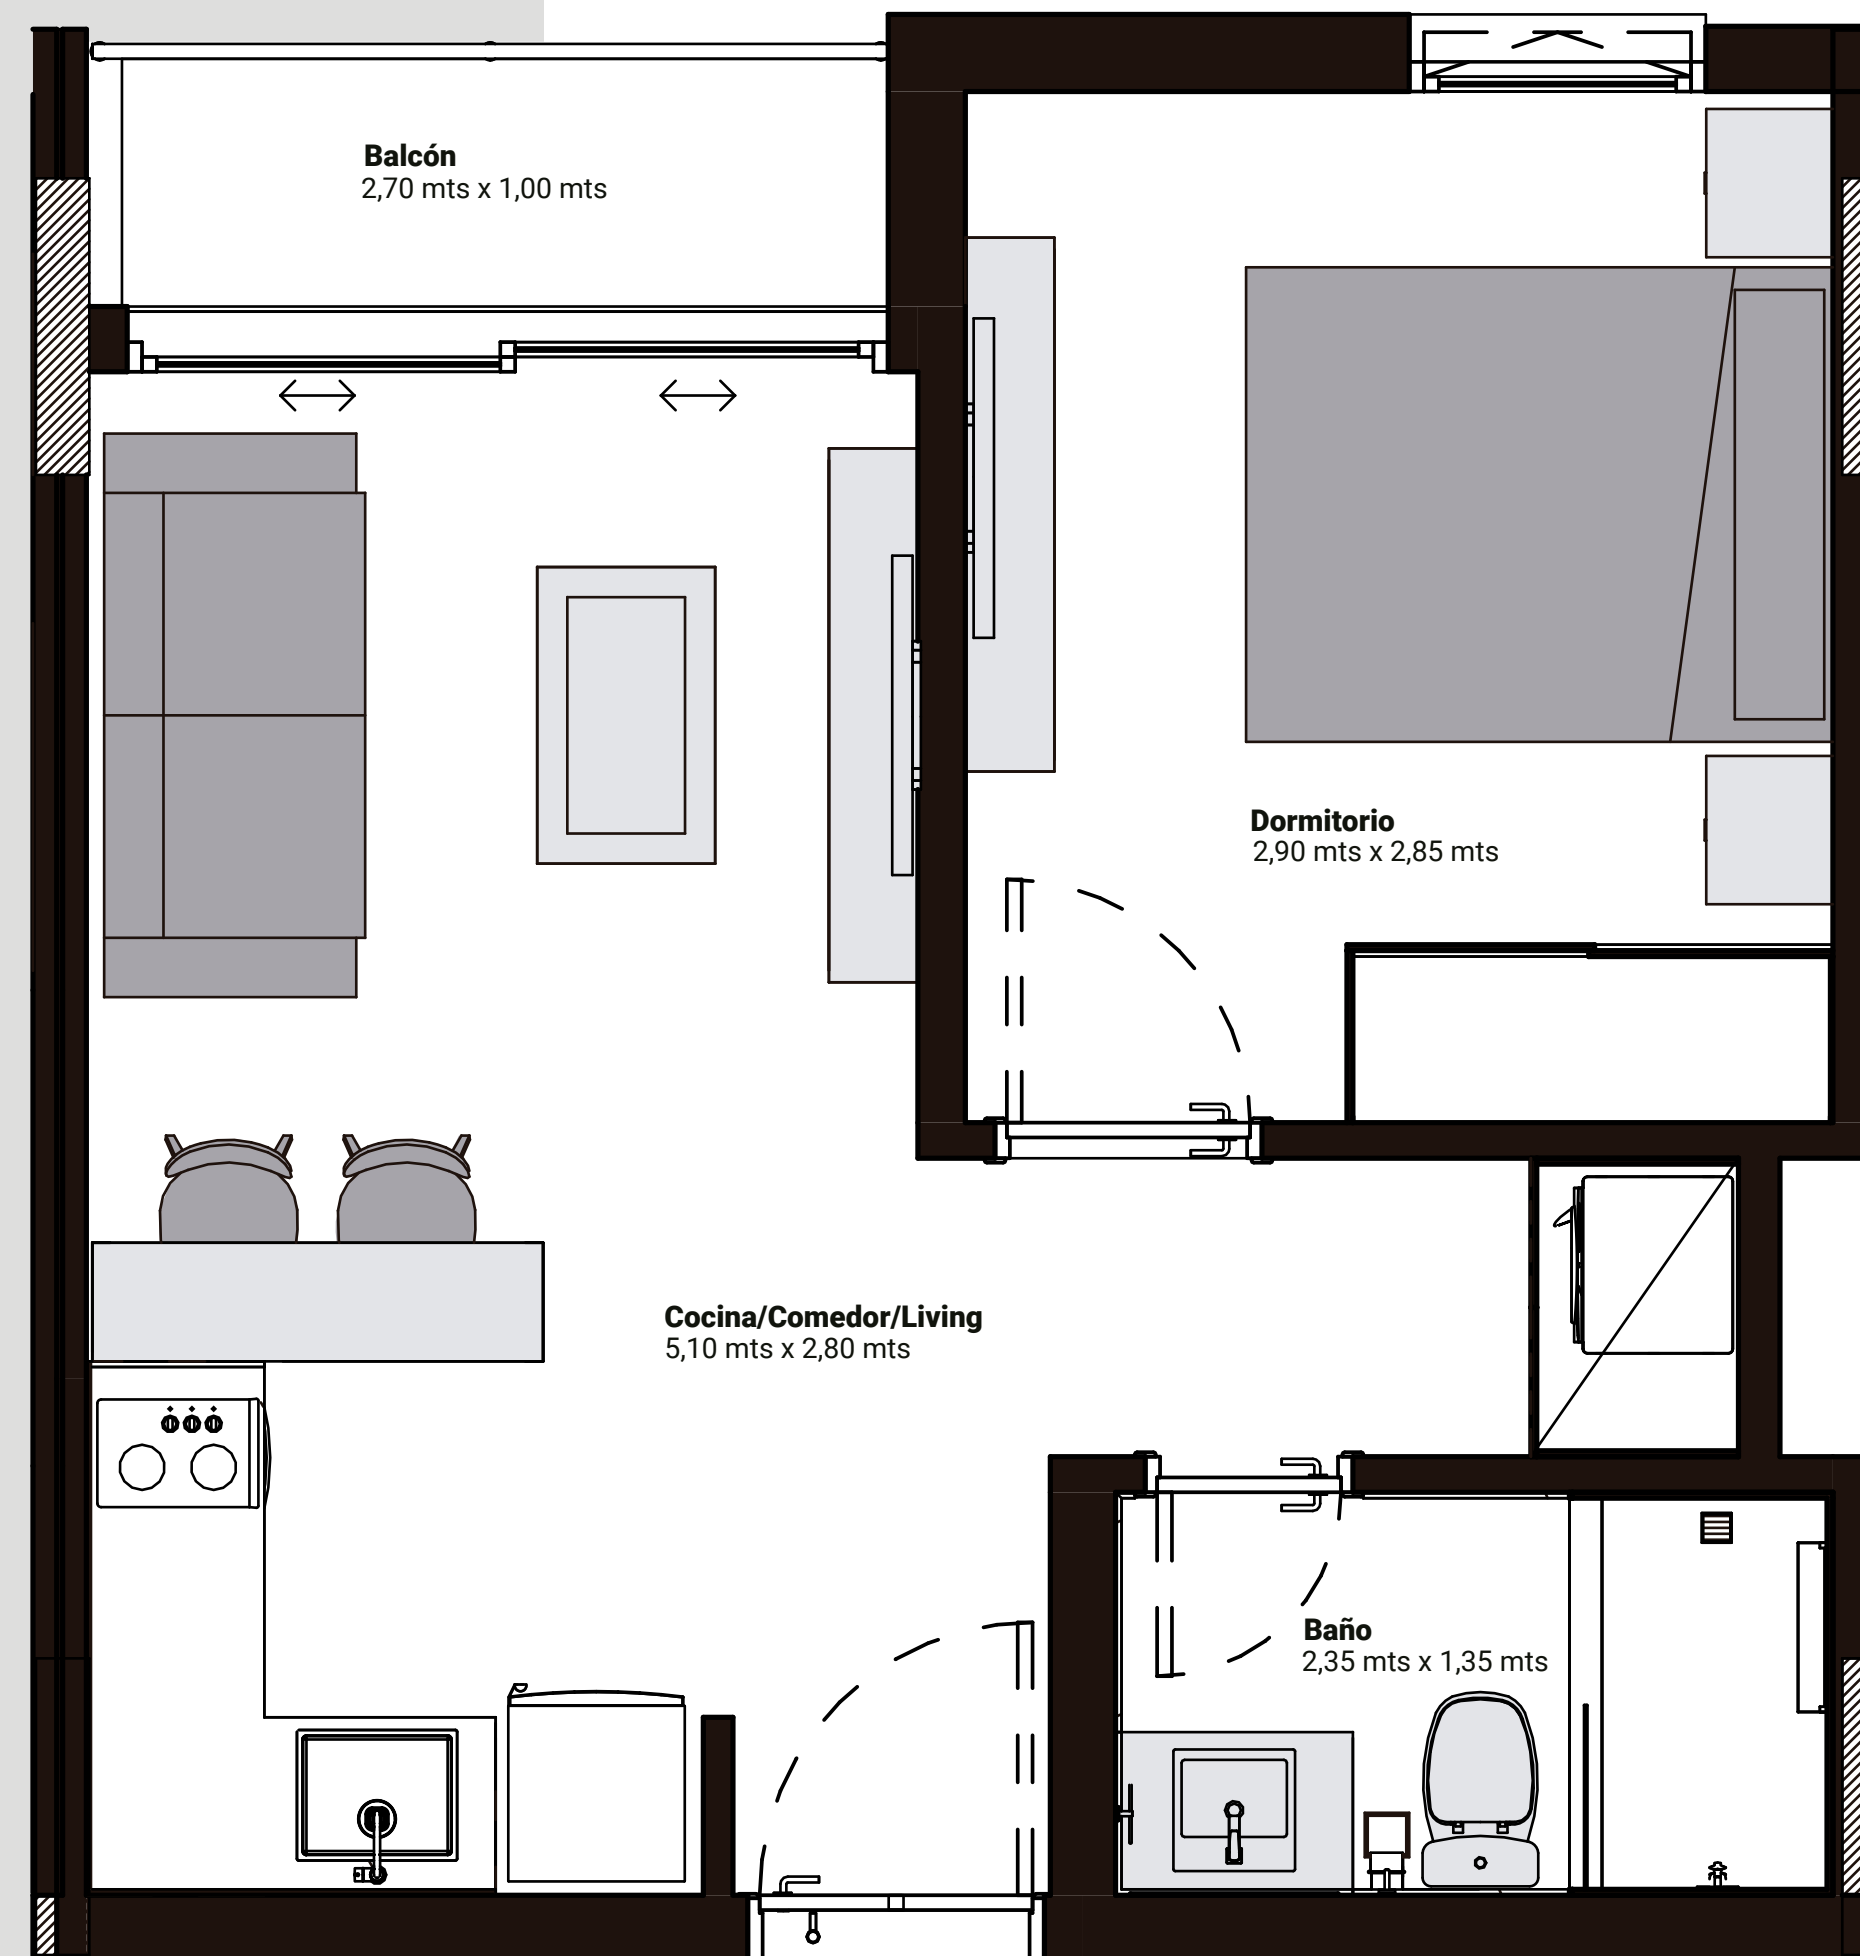 Balcón
2,70 mts x 1,00 mts
Dormitorio
2,90 mts x 2,85 mts
Cocina/Comedor/Living
5,10 mts x 2,80 mts
Baño
2,35 mts x 1,35 mts